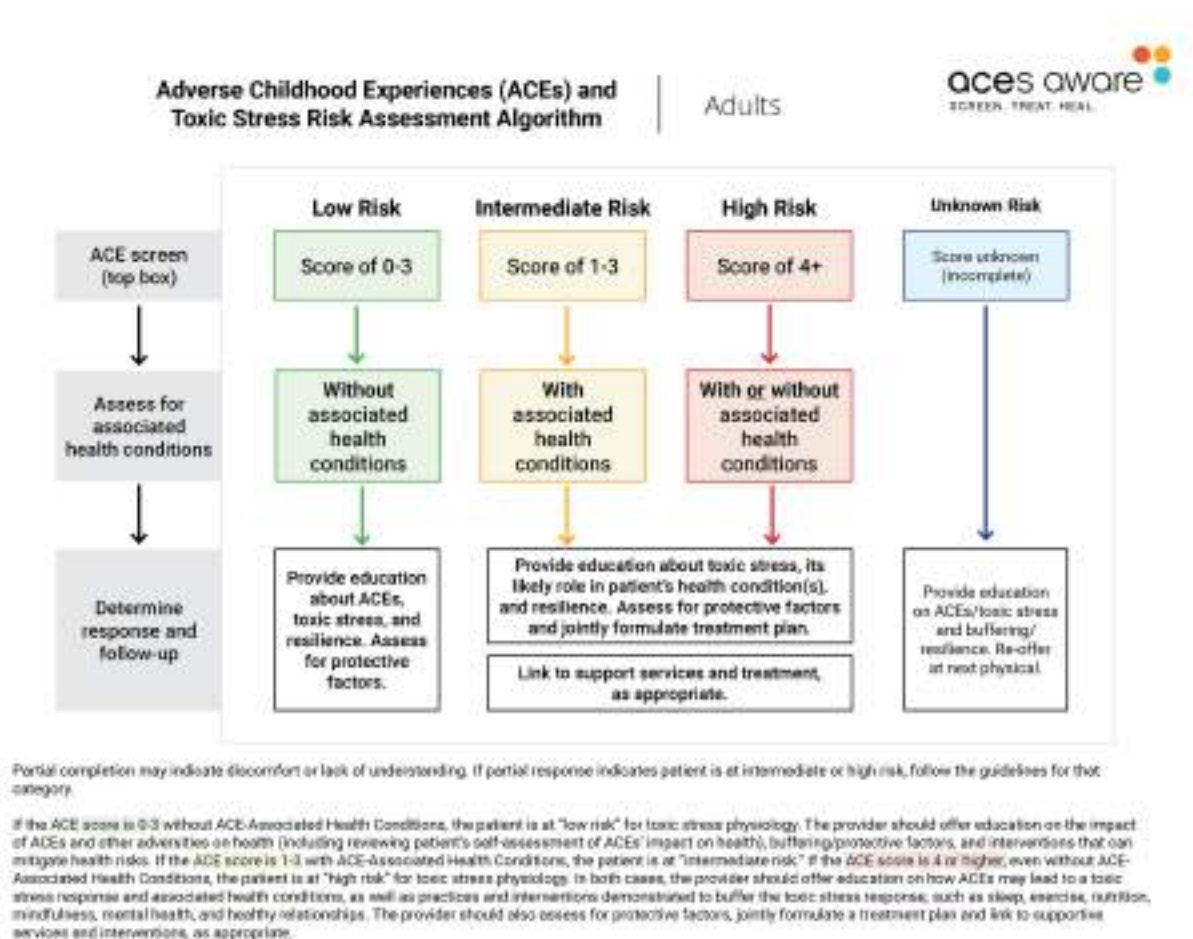 Adverse Childhood Experiences (ACEs) and
Toxic Stress Risk Assessment Algorithm
Adults
aces aware
SCREEN. TREAT. HEAL.
Low Risk
Intermediate Risk
High Risk
Unknown Risk
ACE screen
(top box)
Score of 0-3
Score of 1-3
Score of 4+
Score unknown
(incomplete)
Assess for
associated
health conditions
Without
associated
health
conditions
With
associated
health
conditions
With or without
associated
health
conditions
Determine
response and
follow-up
Provide education
about ACEs,
toxic stress, and
resilience. Assess
for protective
factors.
Provide education about toxic stress, its
likely role in patient's health condition(s),
and resilience. Assess for protective factors
and jointly formulate treatment plan.
Link to support services and treatment,
as appropriate.
Provide education
on ACEs/toxic stress
and buffering/
resilience. Re-offer
at next physical.
Partial completion may indicate discomfort or lack of understanding. If partial response indicates patient is at intermediate or high risk, follow the guidelines for that
category.
If the ACE score is 0-3 without ACE-Associated Health Conditions, the patient is at "low risk" for toxic stress physiology. The provider should offer education on the impact
of ACEs and other adversities on health (including reviewing patient's self-assessment of ACEs' impact on health), buffering/protective factors, and interventions that can
mitigate health risks. If the ACE score is 1-3 with ACE-Associated Health Conditions, the patient is at "intermediate risk." If the ACE score is 4 or higher, even without ACE-
Associated Health Conditions, the patient is at "high risk" for toxic stress physiology. In both cases, the provider should offer education on how ACEs may lead to a toxic
stress response and associated health conditions, as well as practices and interventions demonstrated to buffer the toxic stress response, such as sleep, exercise, nutrition,
mindfulness, mental health, and healthy relationships. The provider should also assess for protective factors, jointly formulate a treatment plan and link to supportive
services and interventions, as appropriate.